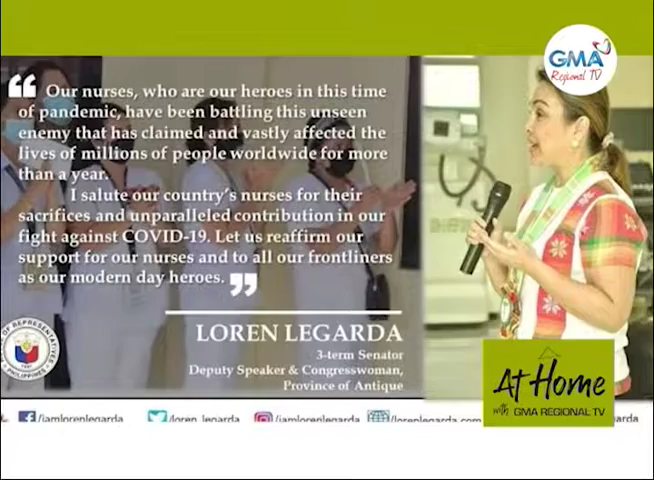 GMA
Regional TV
“ Our nurses, who are our heroes in this time
of pandemic, have been battling this unseen
enemy that has claimed and vastly affected the
lives of millions of people worldwide for more
than a year.
I salute our country's nurses for their
sacrifices and unparalleled contribution in our
fight against COVID-19. Let us reaffirm our
support for our nurses and to all our frontliners
as our modern day heroes. ”
LOREN LEGARDA
3-term Senator
Deputy Speaker & Congresswoman,
Province of Antique
OF REPRESENTATIVES
PHILIPPINES
At Home
with GMA REGIONAL TV
/iamlorenlegarda
/loren_legarda
/iamlorenlegarda
/lorenlegarda.com
garda